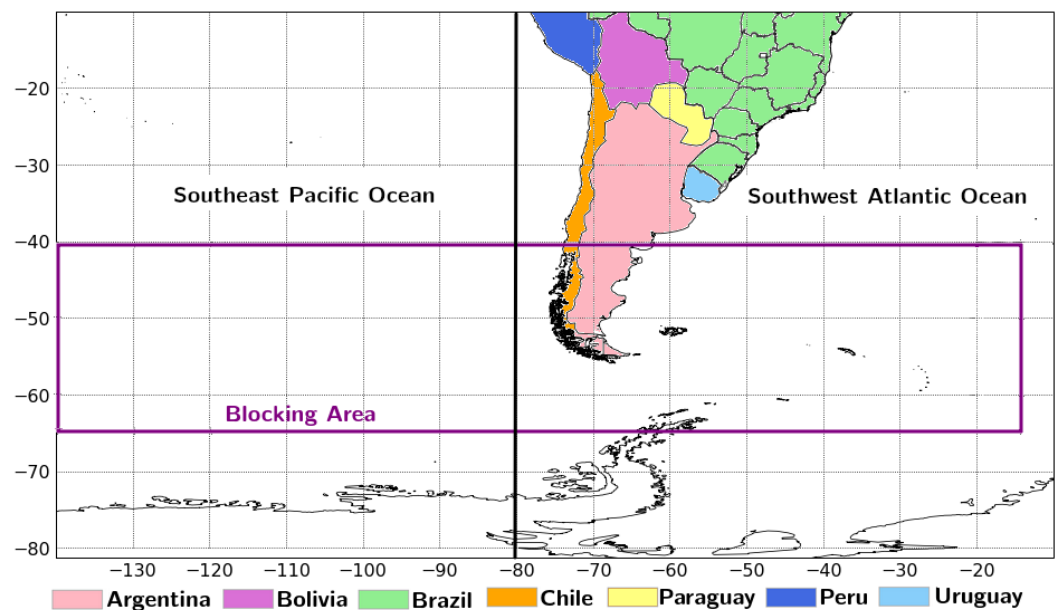 −20
−30
Southeast Pacific Ocean
Southwest Atlantic Ocean
−40
−50
−60
Blocking Area
−70
−80
−130 −120 −110 −100 −90 −80 −70 −60 −50 −40 −30 −20
Argentina Bolivia Brazil Chile Paraguay Peru Uruguay